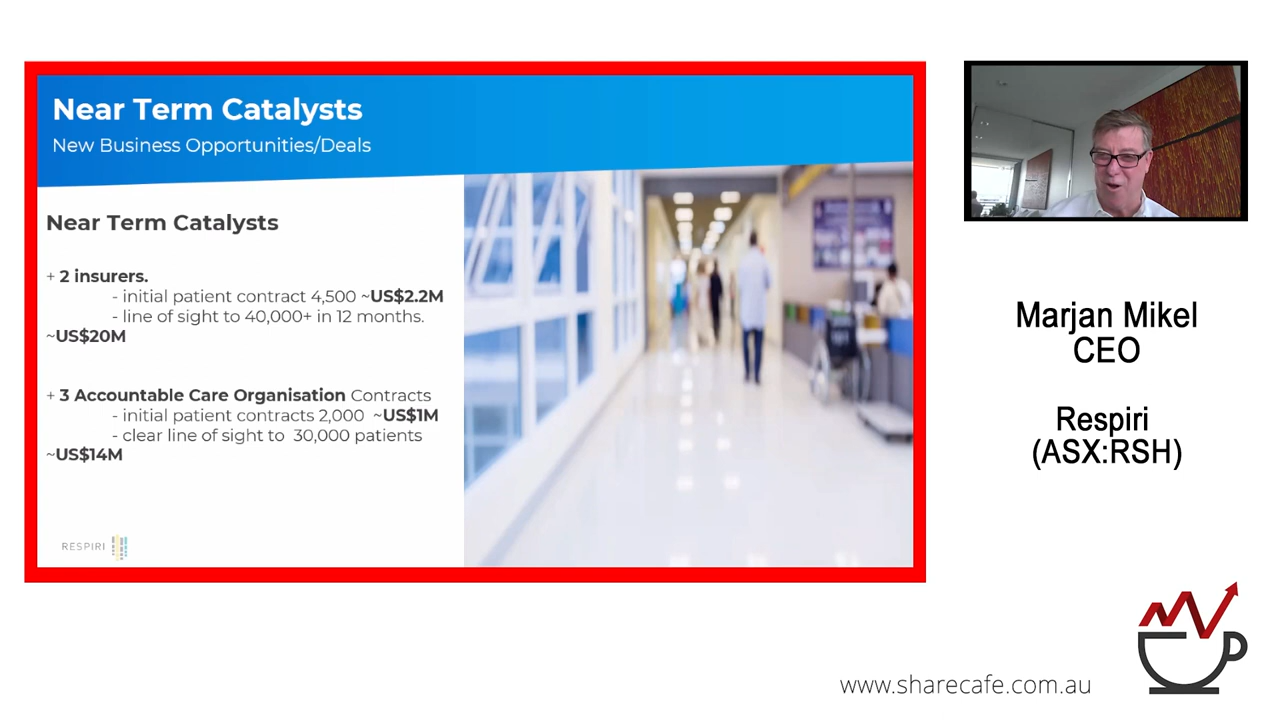 Near Term Catalysts
New Business Opportunities/Deals
Near Term Catalysts
+ 2 insurers.
- initial patient contract 4,500 ~US$2.2M
- line of sight to 40,000+ in 12 months.
~US$20M
+ 3 Accountable Care Organisation Contracts
- initial patient contracts 2,000 ~US$1M
- clear line of sight to 30,000 patients
~US$14M
RESPIRI
Marjan Mikel
CEO
Respiri
(ASX:RSH)
www.sharecafe.com.au